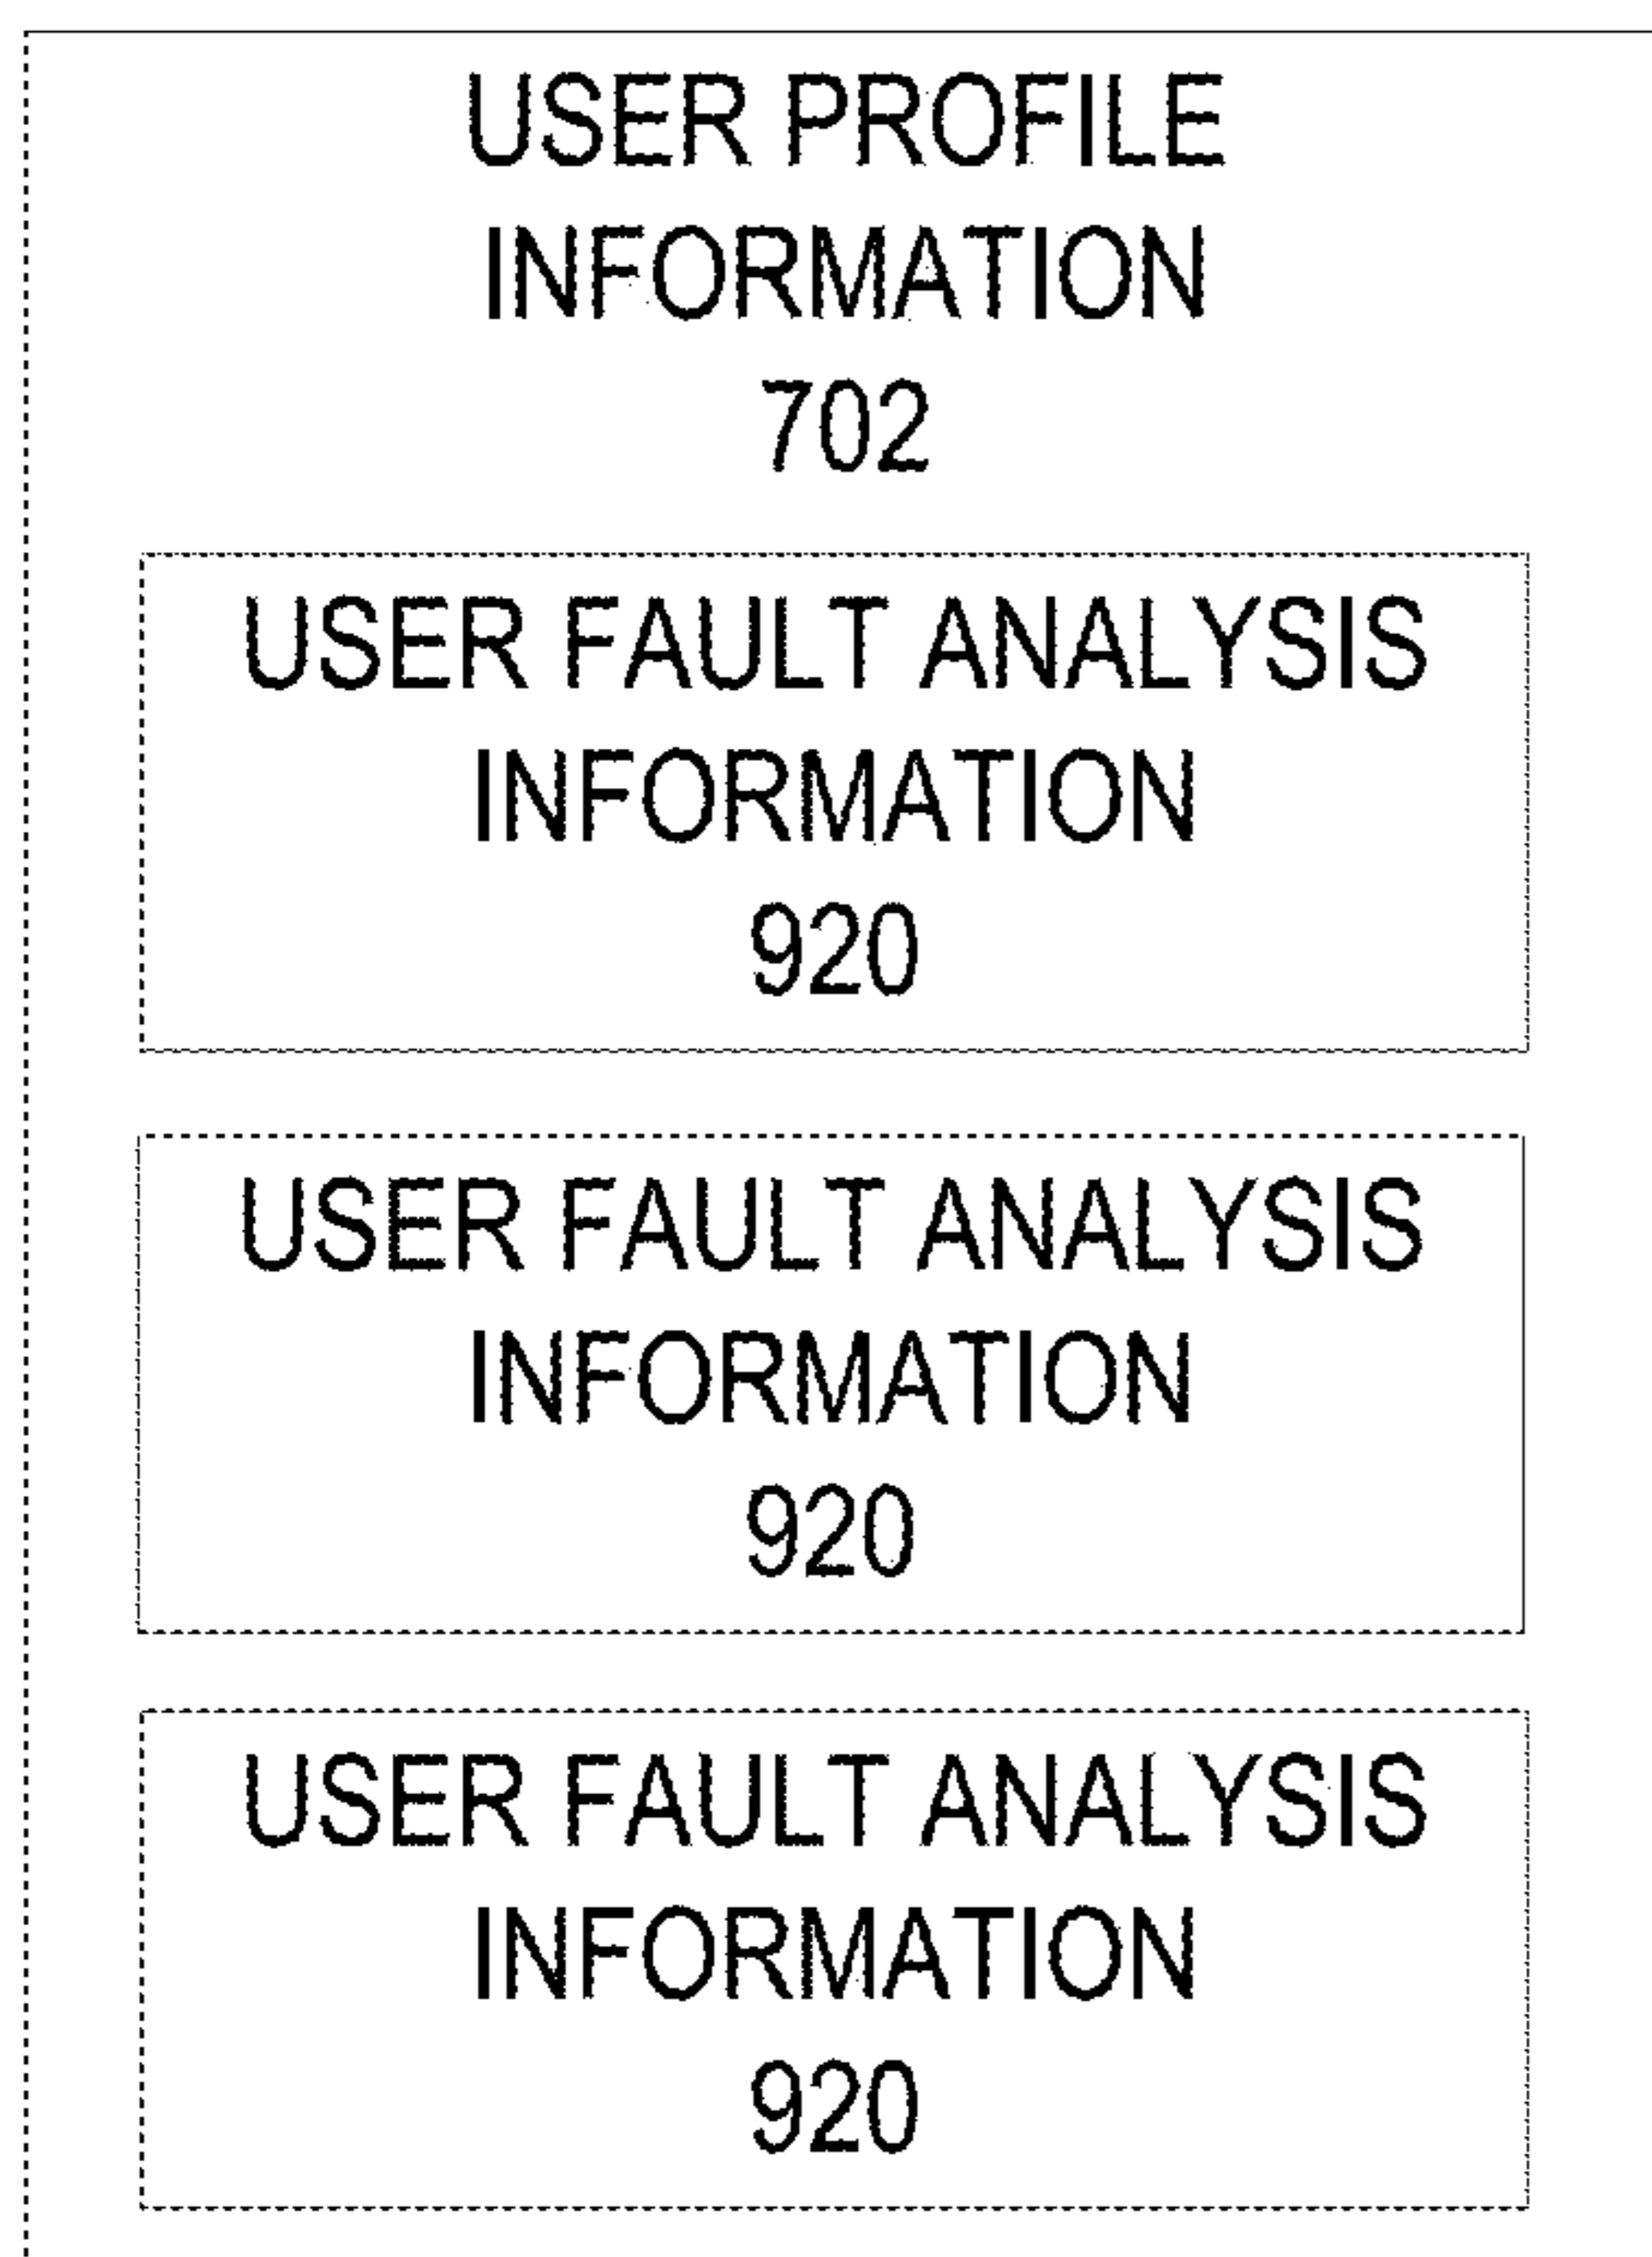 USER PROFILE
INFORMATION
702
USER FAULT ANALYSIS
INFORMATION
920
USER FAULT ANALYSIS
INFORMATION
920
USER FAULT ANALYSIS
INFORMATION
920